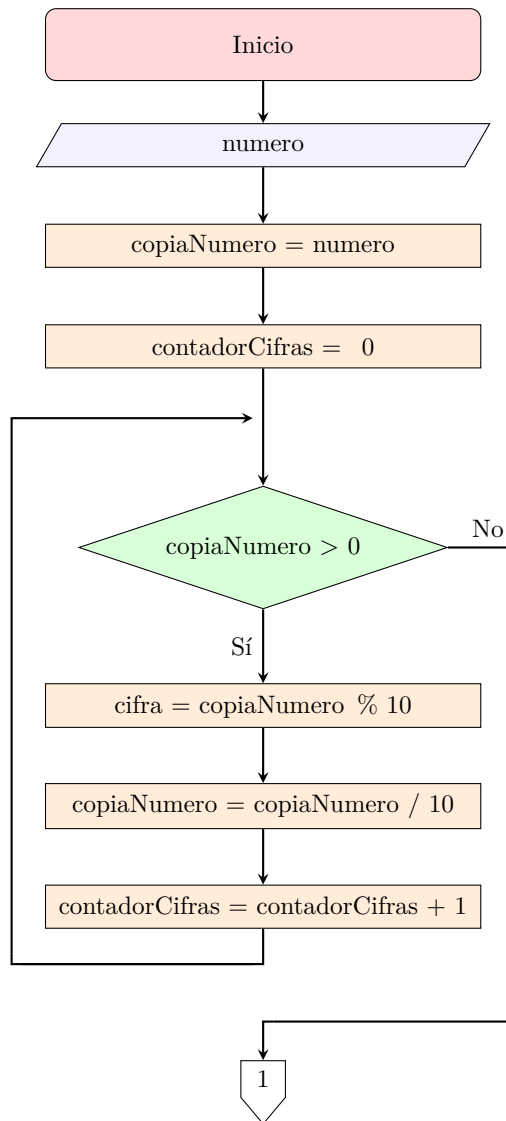 Inicio
numero
copiaNumero = numero
contadorCifras = 0
copiaNumero > 0
No
Sí
cifra = copiaNumero % 10
copiaNumero = copiaNumero / 10
contadorCifras = contadorCifras + 1
1